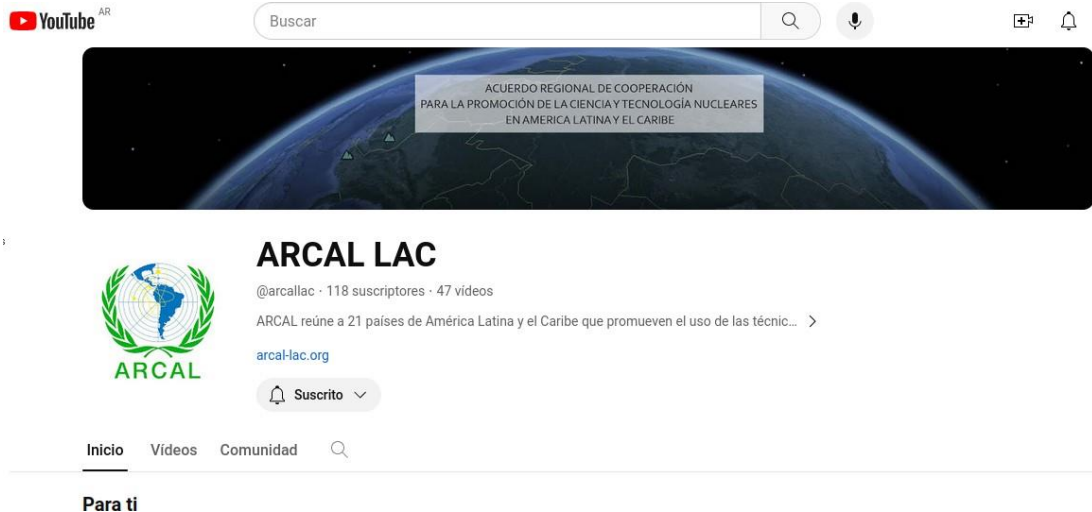 YouTube AR
Buscar
ACUERDO REGIONAL DE COOPERACIÓN
PARA LA PROMOCIÓN DE LA CIENCIA Y TECNOLOGÍA NUCLEARES
EN AMERICA LATINA Y EL CARIBE
ARCAL LAC
@arcallac · 118 suscriptores · 47 vídeos
ARCAL reúne a 21 países de América Latina y el Caribe que promueven el uso de las técnic...
ARCAL
arcal-lac.org
Suscrito
Inicio Vídeos Comunidad
Para ti